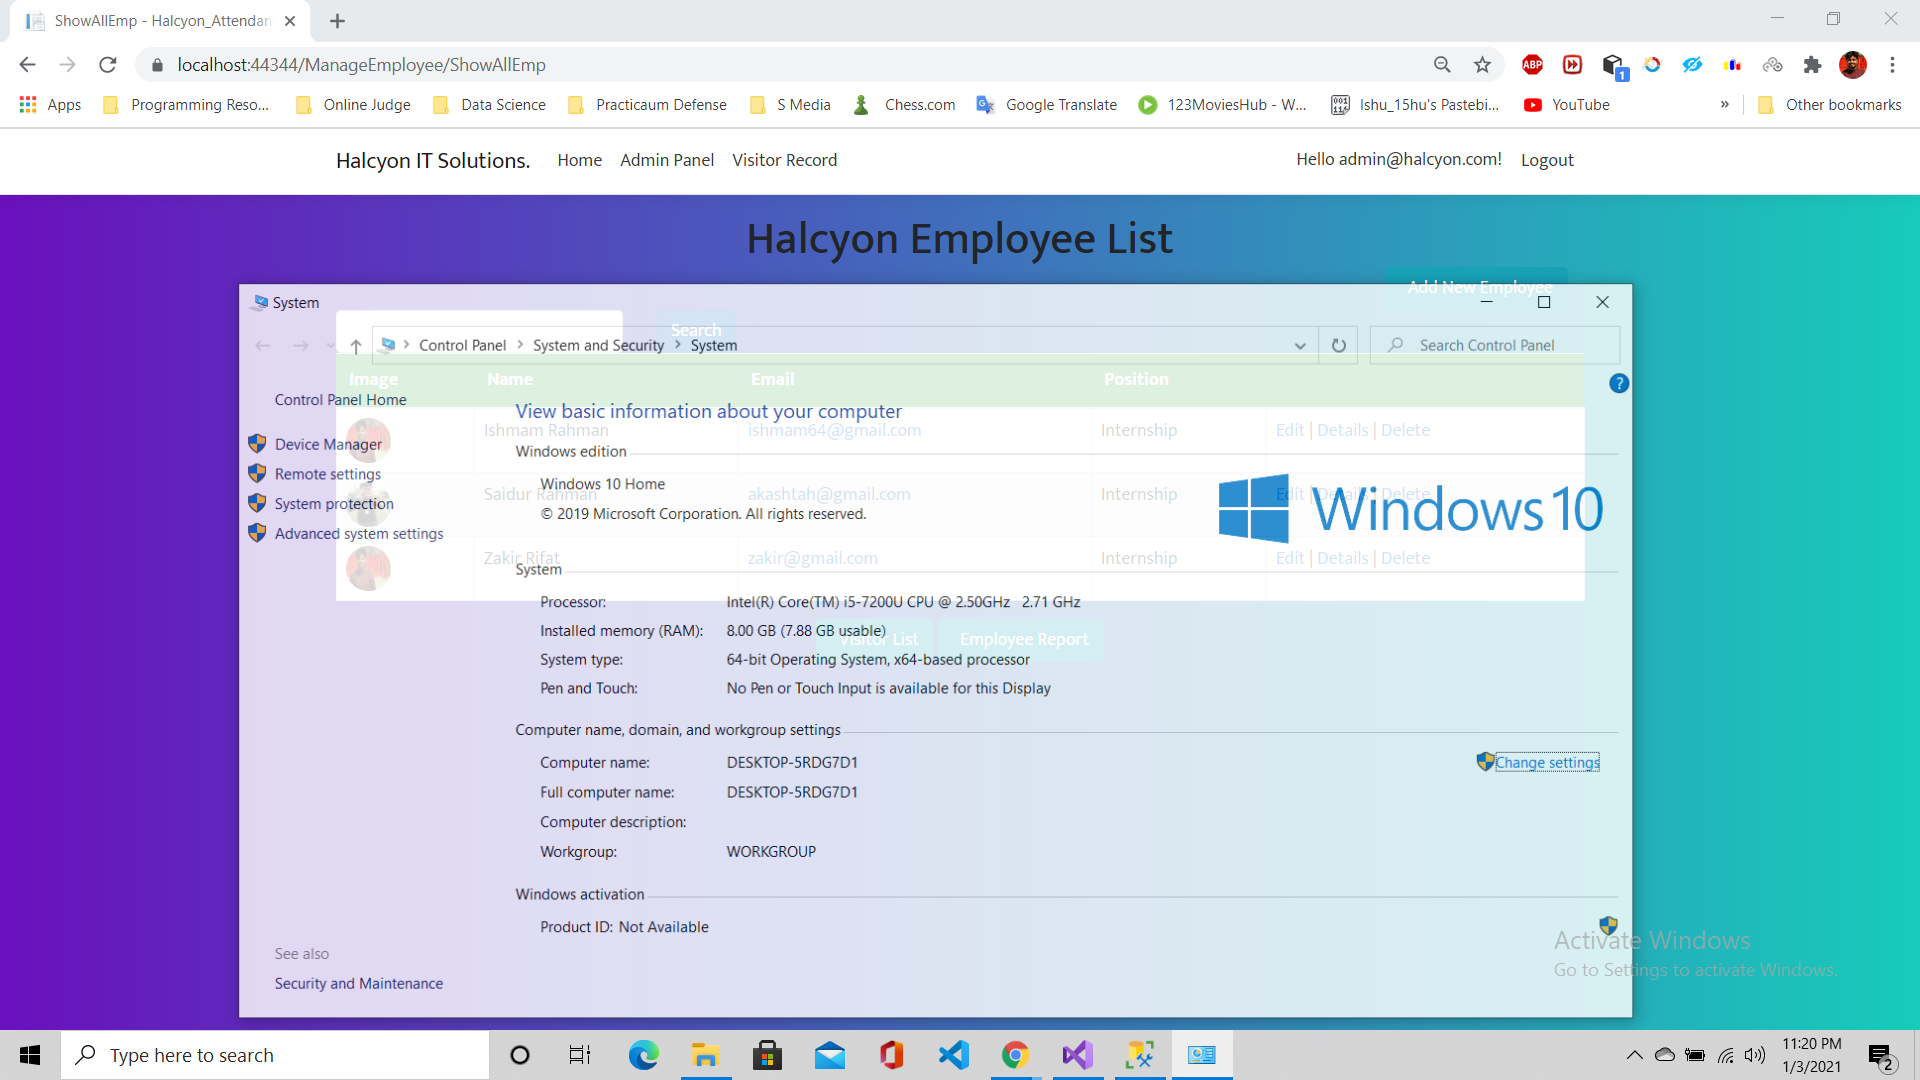 ShowAllEmp - Halcyon_Attendan
localhost:44344/ManageEmployee/ShowAllEmp
ABP
1
Apps Programming Reso... Online Judge Data Science Practicaum Defense S Media Chess.com Google Translate 123MoviesHub - W... Ishu_15hu's Pastebi... YouTube » Other bookmarks
Halcyon IT Solutions. Home Admin Panel Visitor Record Hello admin@halcyon.com! Logout
Halcyon Employee List
Add New Employee
System
Search
Control Panel System and Security System Search Control Panel
Image Name Email Position
?
Control Panel Home
View basic information about your computer
Ishmam Rahman ishmam64@gmail.com Internship Edit | Details | Delete
Device Manager
Windows edition
Remote settings
Windows 10 Home
Saidur Rahman akashtah@gmail.com Internship Edit | Details | Delete
System protection
© 2019 Microsoft Corporation. All rights reserved.
Windows 10
Advanced system settings
Zakir Rifat zakir@gmail.com Internship Edit | Details | Delete
System
Processor: Intel(R) Core(TM) i5-7200U CPU @ 2.50GHz 2.71 GHz
Installed memory (RAM): 8.00 GB (7.88 GB usable)
Visitor List Employee Report
System type: 64-bit Operating System, x64-based processor
Pen and Touch: No Pen or Touch Input is available for this Display
Computer name, domain, and workgroup settings
Computer name: DESKTOP-5RDG7D1 Change settings
Full computer name: DESKTOP-5RDG7D1
Computer description:
Workgroup: WORKGROUP
Windows activation
Product ID: Not Available
Activate Windows
Go to Settings to activate Windows.
See also
Security and Maintenance
Type here to search
11:20 PM
1/3/2021
2